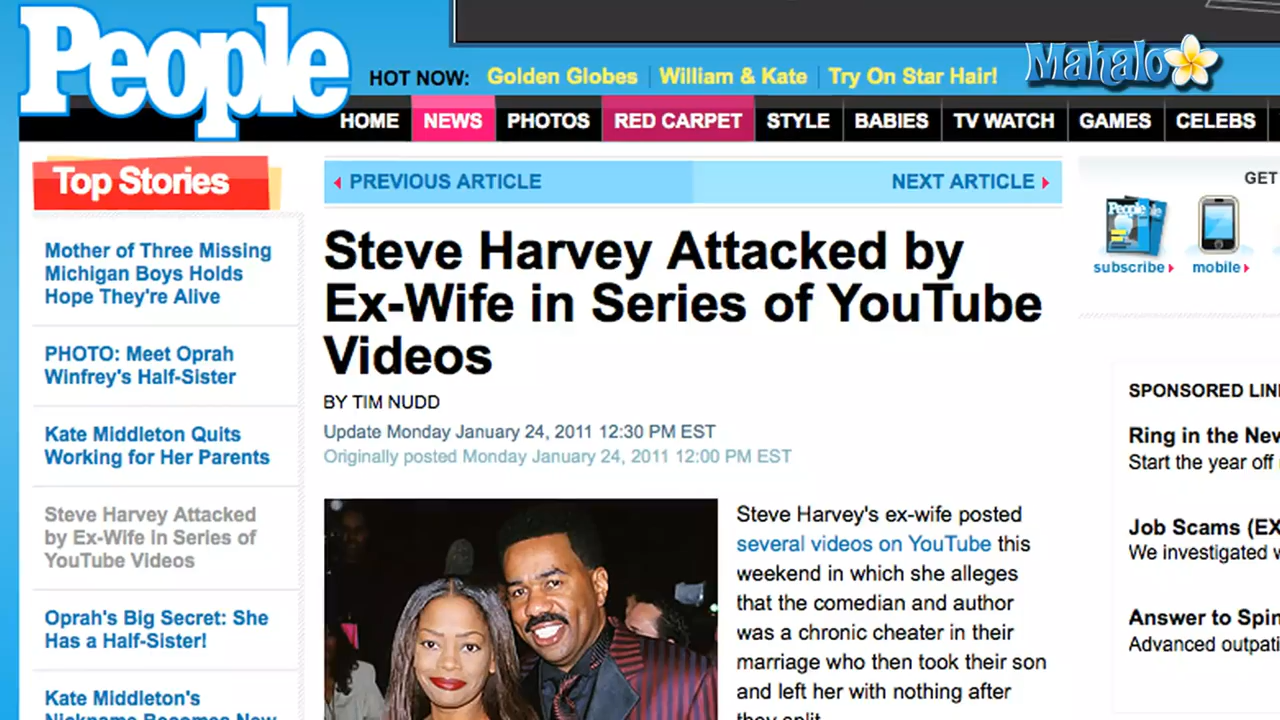 People
Mahalo
HOT NOW: Golden Globes William & Kate Try On Star Hair!
HOME NEWS PHOTOS RED CARPET STYLE BABIES TV WATCH GAMES CELEBS
Top Stories
Mother of Three Missing
Michigan Boys Holds
Hope They're Alive
PHOTO: Meet Oprah
Winfrey's Half-Sister
Kate Middleton Quits
Working for Her Parents
Steve Harvey Attacked
by Ex-Wife in Series of
YouTube Videos
Oprah's Big Secret: She
Has a Half-Sister!
Kate Middleton's
Nickname Becomes New
PREVIOUS ARTICLE NEXT ARTICLE
Steve Harvey Attacked by
Ex-Wife in Series of YouTube
Videos
BY TIM NUDD
Update Monday January 24, 2011 12:30 PM EST
Originally posted Monday January 24, 2011 12:00 PM EST
Steve Harvey's ex-wife posted
several videos on YouTube this
weekend in which she alleges
that the comedian and author
was a chronic cheater in their
marriage who then took their son
and left her with nothing after
they split.
GET
People
subscribe mobile
SPONSORED
Ring in the
Start the year off
Job Scams
We investigated
Answer to
Advanced